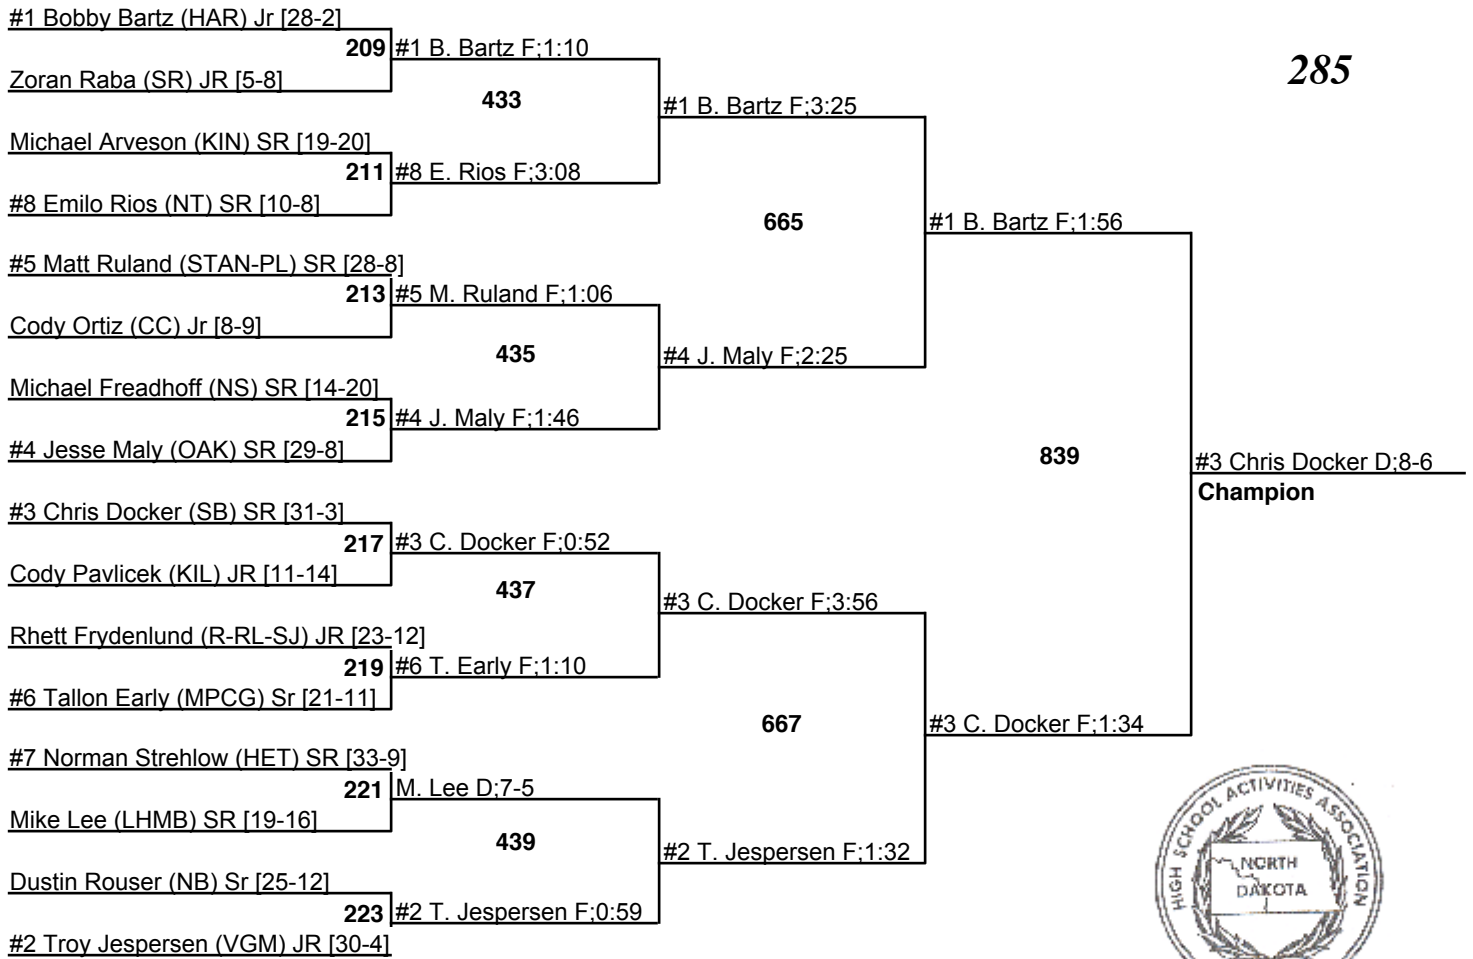 #1 Bobby Bartz (HAR) Jr [28-2]
209 #1 B. Bartz F;1:10
285
Zoran Raba (SR) JR [5-8]
433
#1 B. Bartz F;3:25
Michael Arveson (KIN) SR [19-20]
211 #8 E. Rios F;3:08
#8 Emilo Rios (NT) SR [10-8]
665
#1 B. Bartz F;1:56
#5 Matt Ruland (STAN-PL) SR [28-8]
213 #5 M. Ruland F;1:06
Cody Ortiz (CC) Jr [8-9]
435
#4 J. Maly F;2:25
Michael Freadhoff (NS) SR [14-20]
215 #4 J. Maly F;1:46
#4 Jesse Maly (OAK) SR [29-8]
839
#3 Chris Docker D;8-6
Champion
#3 Chris Docker (SB) SR [31-3]
217 #3 C. Docker F;0:52
Cody Pavlicek (KIL) JR [11-14]
437
#3 C. Docker F;3:56
Rhett Frydenlund (R-RL-SJ) JR [23-12]
219 #6 T. Early F;1:10
#6 Tallon Early (MPCG) Sr [21-11]
667
#3 C. Docker F;1:34
#7 Norman Strehlow (HET) SR [33-9]
221 M. Lee D;7-5
Mike Lee (LHMB) SR [19-16]
439
#2 T. Jespersen F;1:32
Dustin Rouser (NB) Sr [25-12]
223 #2 T. Jespersen F;0:59
#2 Troy Jespersen (VGM) JR [30-4]
HIGH SCHOOL ACTIVITIES ASSOCIATION
NORTH
DAKOTA